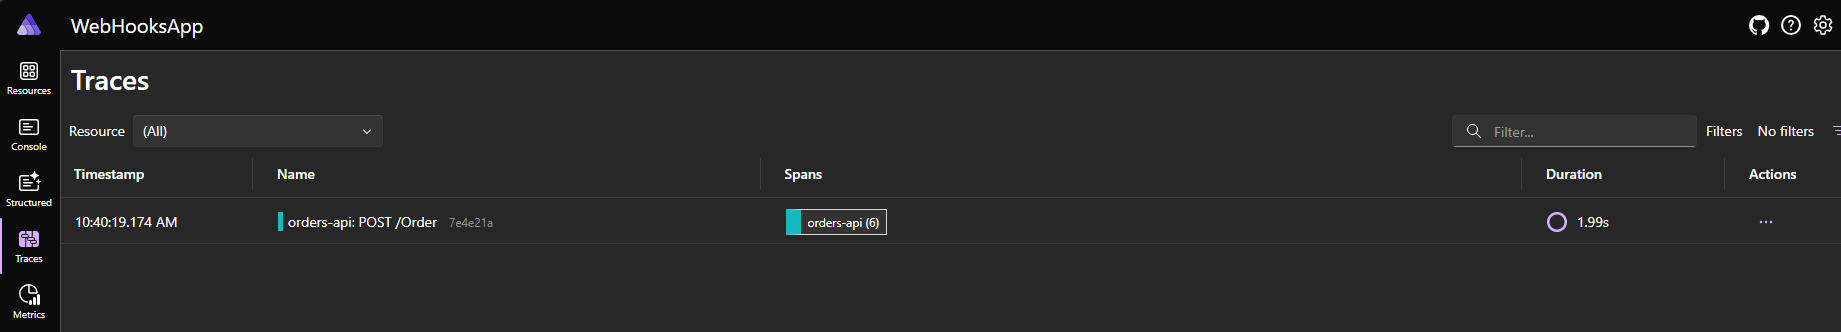 WebHooksApp
Resources
Console
Structured
Traces
Metrics
Traces
Resource (All) Filter... Filters No filters
Timestamp Name Spans Duration Actions
10:40:19.174 AM orders-api: POST /Order 7e4e21a orders-api (6) 1.99s ...